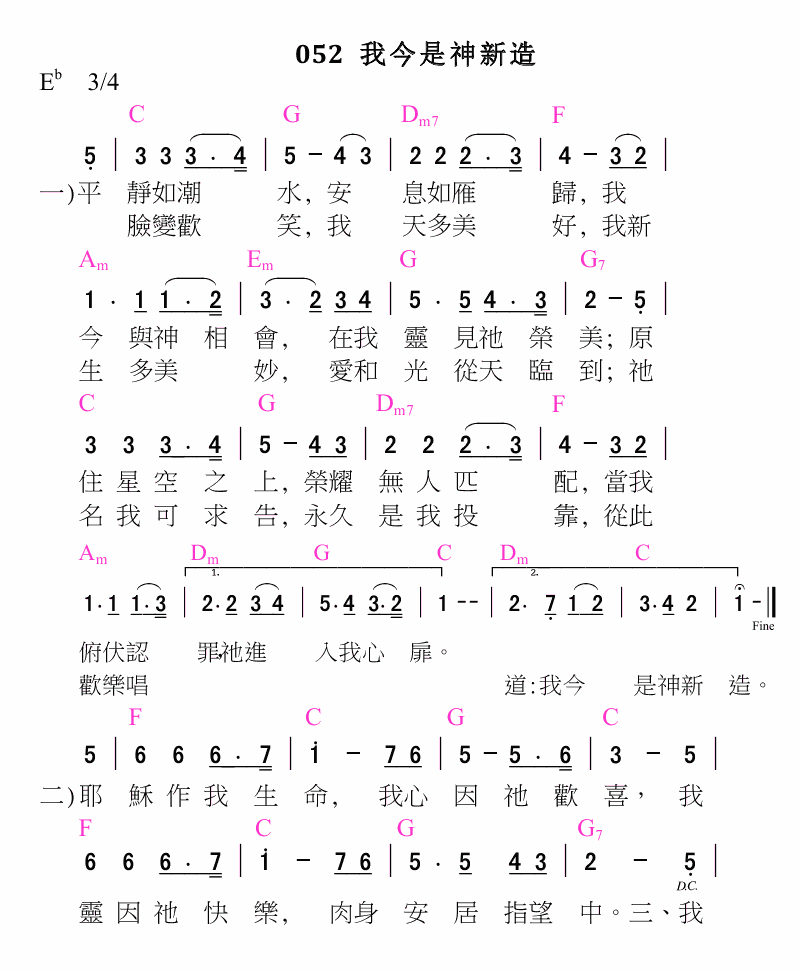 052 我今是神新造
E♭ 3/4
C G Dm7 F
5 | 3 3 3 · 4 | 5 – 4 3 | 2 2 2 · 3 | 4 – 3 2 |
一)平 靜如潮 水, 安 息如雁 歸, 我
臉變歡 笑, 我 天多美 好, 我新
Am Em G G7
1 · 1 1 · 2 | 3 · 2 3 4 | 5 · 5 4 · 3 | 2 – 5 |
今 與神 相 會, 在我 靈 見祂 榮 美; 原
生 多美 妙, 愛和 光 從天 臨 到; 祂
C G Dm7 F
3 3 3 · 4 | 5 – 4 3 | 2 2 2 · 3 | 4 – 3 2 |
住 星 空 之 上, 榮耀 無 人 匹 配, 當我
名 我 可 求 告, 永久 是 我 投 靠, 從此
Am Dm G C Dm C
1. 2.
1 · 1 1 · 3 | 2 · 2 3 4 | 5 · 4 3 · 2 | 1 – – | 2 · 7 1 2 | 3 · 4 2 | 1 – ‖
Fine
俯伏認 罪,祂進 入我心 扉。
歡樂唱 道:我今 是神新 造。
F C G C
5 | 6 6 6 · 7 | 1 – 7 6 | 5 – 5 · 6 | 3 – 5 |
二)耶 穌 作 我 生 命, 我心 因 祂 歡 喜, 我
F C G G7
6 6 6 · 7 | 1 – 7 6 | 5 · 5 4 3 | 2 – 5 |
D.C.
靈 因 祂 快 樂, 肉身 安 居 指望 中。三、我